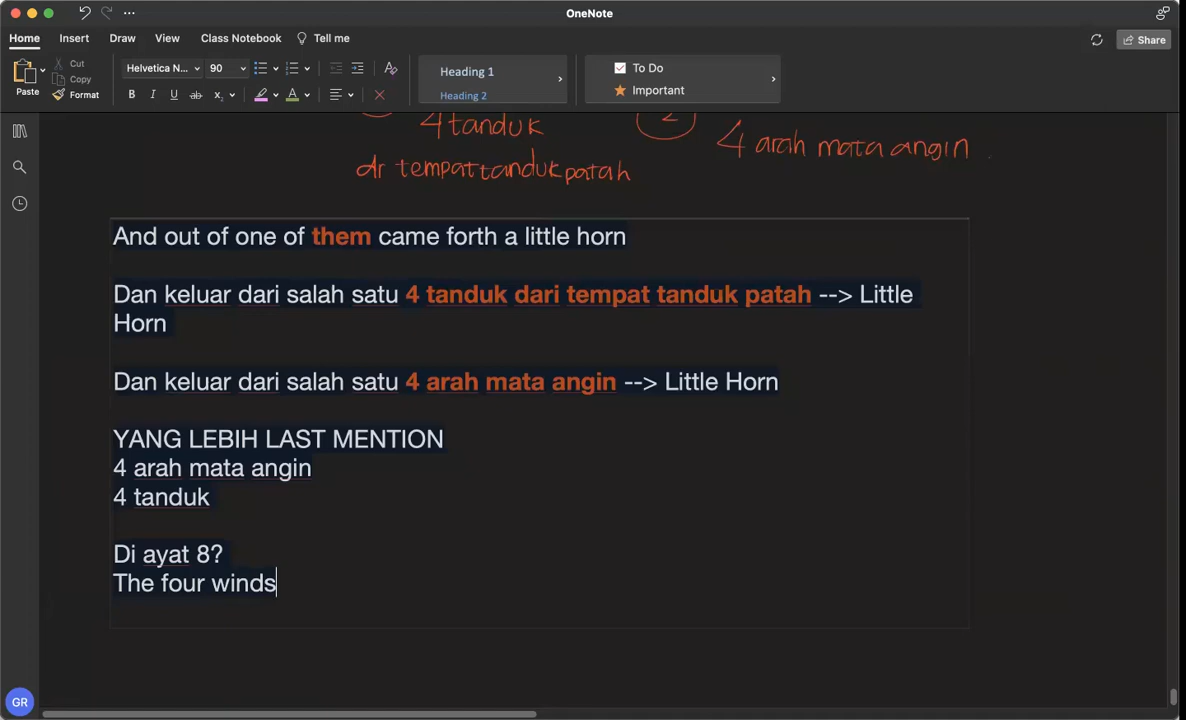 OneNote
Home Insert Draw View Class Notebook Tell me Share
Paste Cut Copy Format
Helvetica N... 90
B I U ab x A
Heading 1
Heading 2
To Do
Important
4 tanduk
dr tempat tanduk patah
2
4 arah mata angin
And out of one of them came forth a little horn
Dan keluar dari salah satu 4 tanduk dari tempat tanduk patah --> Little
Horn
Dan keluar dari salah satu 4 arah mata angin --> Little Horn
YANG LEBIH LAST MENTION
4 arah mata angin
4 tanduk
Di ayat 8?
The four winds
GR